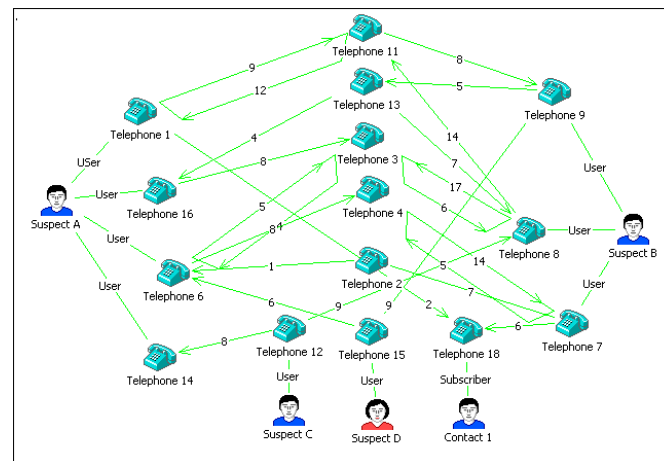 Telephone 11
9
8
12
5
Telephone 13
Telephone 9
Telephone 1
4
14
USer
8
Telephone 3
7
User
User
17
Suspect A
Telephone 16
5
6
User
User
8
4
Telephone 4
Telephone 8
Suspect B
5
14
1
User
User
Telephone 6
Telephone 2
7
6
9
9
2
6
8
Telephone 7
Telephone 14
Telephone 12
Telephone 15
Telephone 18
User
User
Subscriber
Suspect C
Suspect D
Contact 1